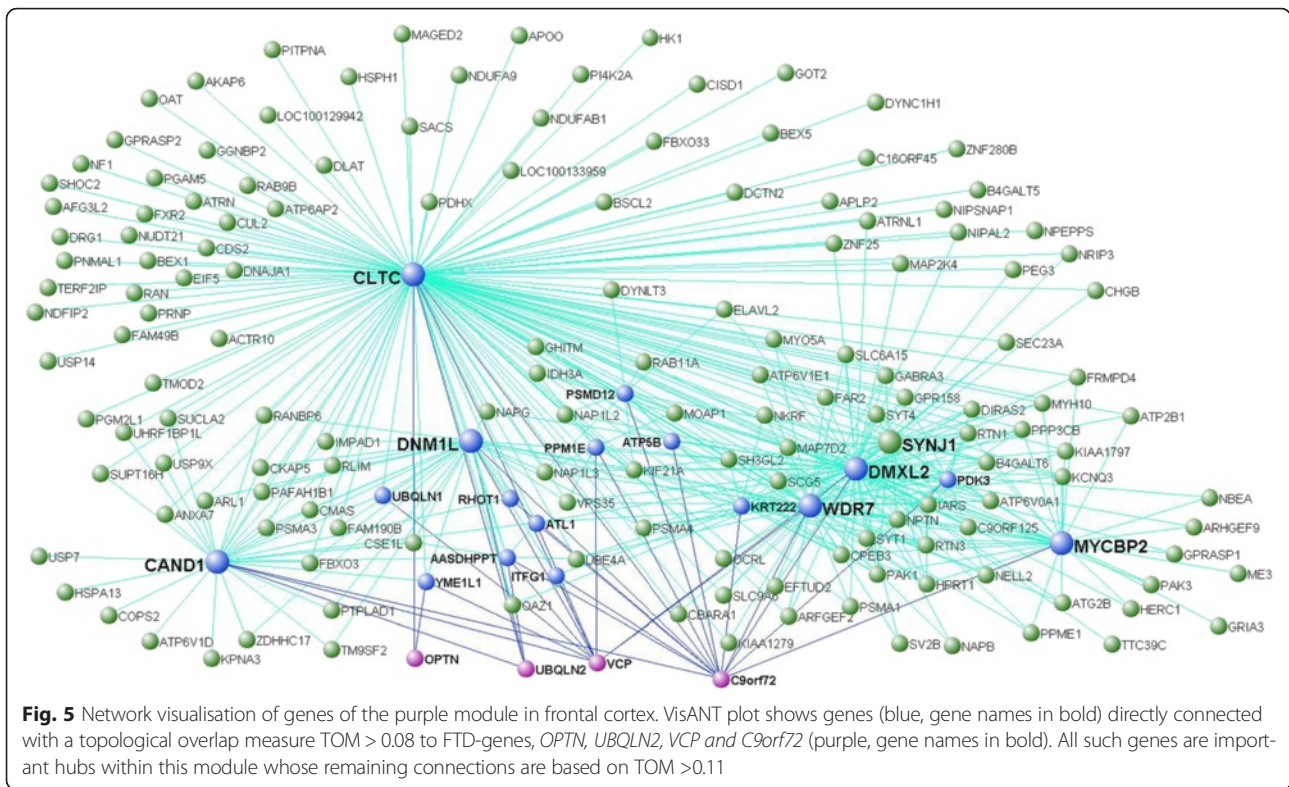 MAGED2
APOO
HK1
PITPNA
HSPH1
NDUFA9
PI4K2A
GOT2
AKAP6
CISD1
OAT
DYNC1H1
LOC100129942
SACS
NDUFAB1
BEX5
GPRASP2
GGNBP2
FBXO33
ZNF280B
NF1
DLAT
LOC100133959
C16ORF45
SHOC2
PGAM5
RAB9B
DCTN2
B4GALT5
AFG3L2
ATRN
ATP6AP2
PDHX
BSCL2
APLP2
NIPSNAP1
FXR2
CUL2
ATRNL1
NIPAL2
NPEPPS
DRG1
NUDT21
CDS2
ZNF25
NRIP3
PNMAL1
BEX1
DNAJA1
CLTC
MAP2K4
PEG3
EIF5
TERF2IP
RAN
DYNLT3
CHGB
NDFIP2
PRNP
ELAVL2
FAM49B
ACTR10
GHITM
MYO5A
SEC23A
USP14
RAB11A
SLC6A15
TMOD2
IDH3A
ATP6V1E1
GABRA3
FRMPD4
PSMD12
FAR2
GPR158
PGM2L1
SUCLA2
RANBP6
NAPG
NAP1L2
MOAP1
NKRF
SYT4
DIRAS2
MYH10
ATP2B1
UHRF1BP1L
IMPAD1
DNM1L
PPM1E
ATP5B
MAP7D2
SYNJ1
RTN1
PPP3CB
USP9X
CKAP5
RLIM
NAP1L3
KIF21A
SH3GL2
DMXL2
B4GALT6
KIAA1797
SUPT16H
SCG5
PDK3
KCNQ3
ARL1
PAFAH1B1
UBQLN1
RHOT1
VPS35
KRT222
WDR7
IARS
ATP6V0A1
NBEA
ANXA7
CMAS
ATL1
NPTN
PSMA3
FAM190B
PSMA4
SYT1
C9ORF125
ARHGEF9
CSE1L
RTN3
MYCBP2
USP7
CAND1
FBXO3
AASDHPPT
ITFG1
UBE4A
OCRL
CPEB3
GPRASP1
YME1L1
EFTUD2
PAK1
HPRT1
NELL2
ME3
HSPA13
PAK3
COPS2
PTPLAD1
OAZ1
CBARA1
SLC9A6
ARFGEF2
PSMA1
ATG2B
HERC1
ATP6V1D
ZDHHC17
TM9SF2
KIAA1279
SV2B
NAPB
PPME1
TTC39C
GRIA3
KPNA3
OPTN
UBQLN2
VCP
C9orf72
Fig. 5 Network visualisation of genes of the purple module in frontal cortex. VisANT plot shows genes (blue, gene names in bold) directly connected
with a topological overlap measure TOM > 0.08 to FTD-genes, OPTN, UBQLN2, VCP and C9orf72 (purple, gene names in bold). All such genes are import-
ant hubs within this module whose remaining connections are based on TOM >0.11